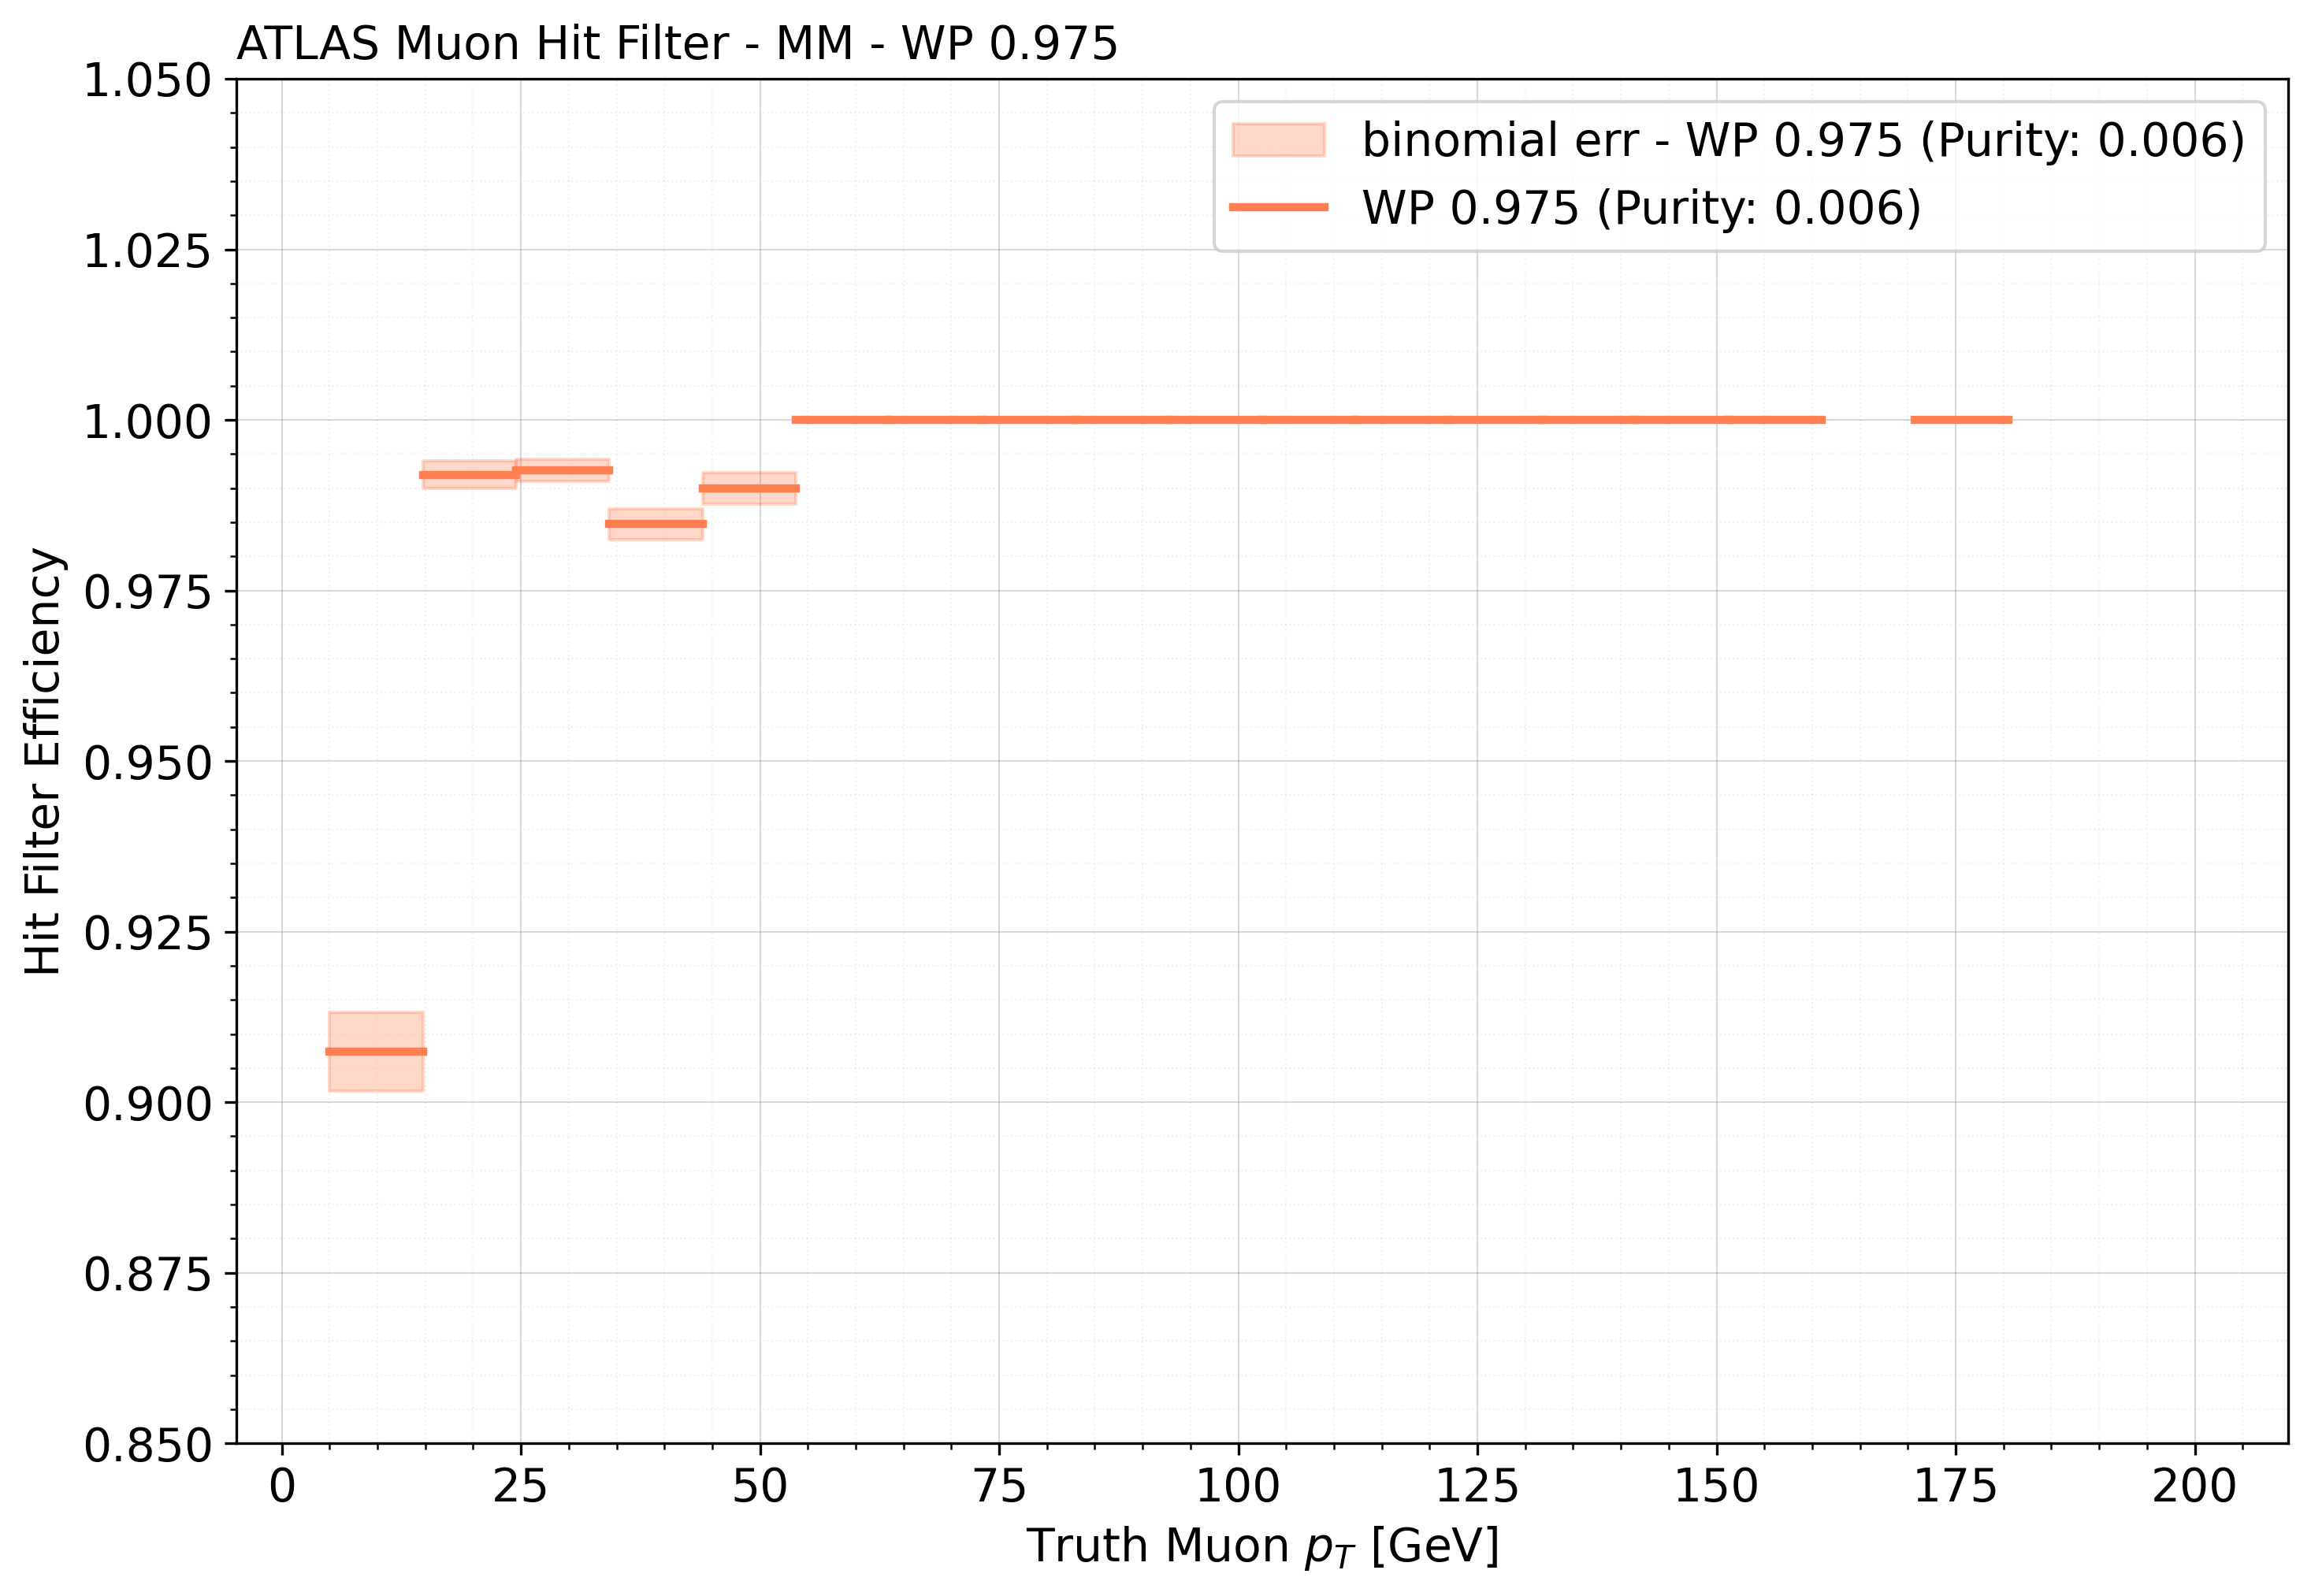 ATLAS Muon Hit Filter - MM - WP 0.975
1.050
1.025
1.000
0.975
0.950
0.925
0.900
0.875
0.850
Hit Filter Efficiency
binomial err - WP 0.975 (Purity: 0.006)
WP 0.975 (Purity: 0.006)
0 25 50 75 100 125 150 175 200
Truth Muon p_T [GeV]